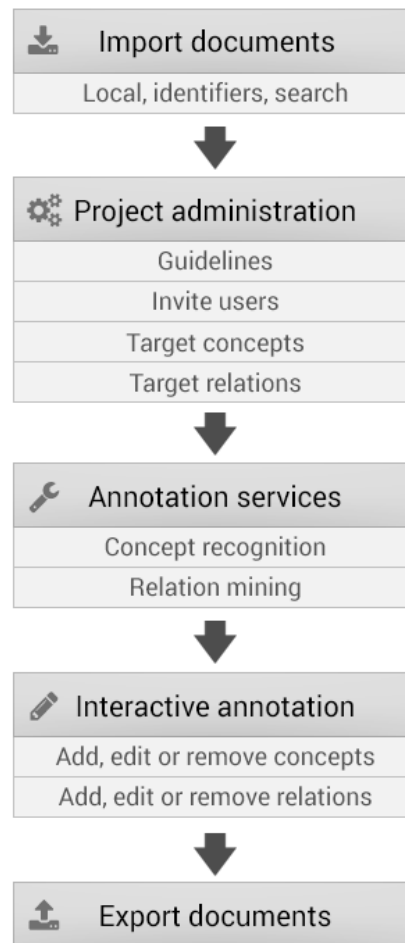 Import documents
Local, identifiers, search
Project administration
Guidelines
Invite users
Target concepts
Target relations
Annotation services
Concept recognition
Relation mining
Interactive annotation
Add, edit or remove concepts
Add, edit or remove relations
Export documents